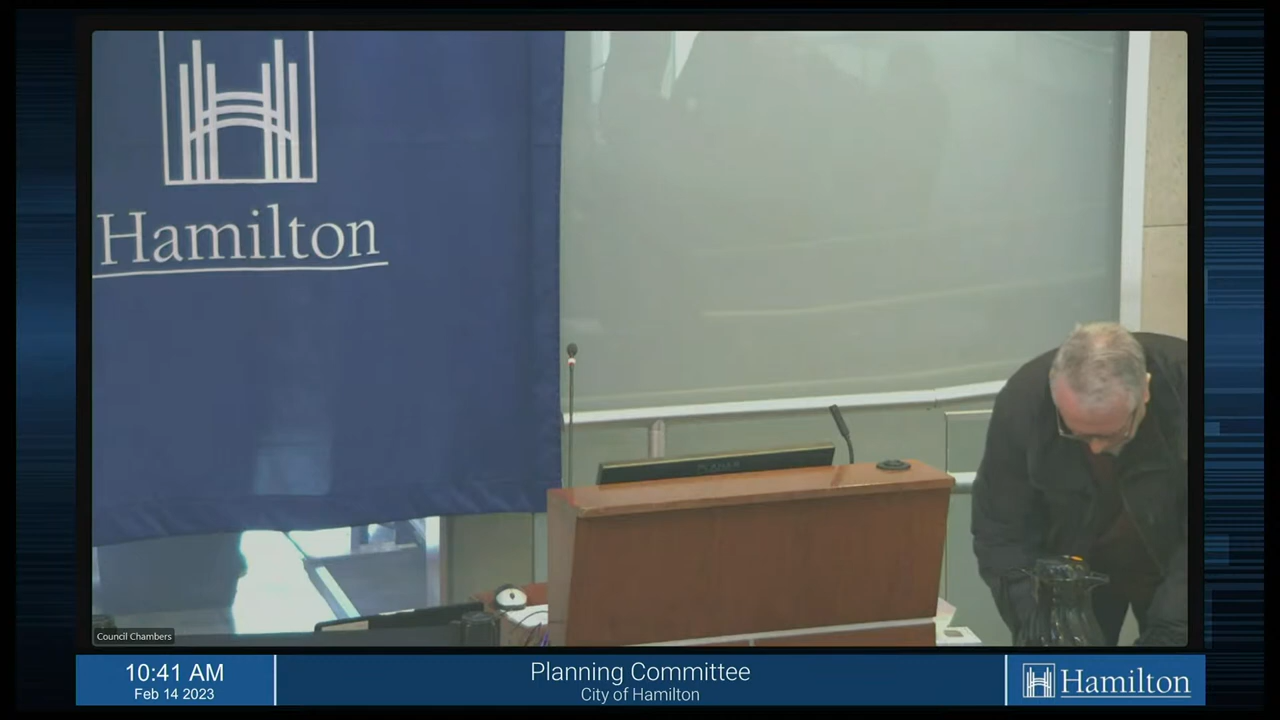 Hamilton
Council Chambers
10:41 AM
Feb 14 2023
Planning Committee
City of Hamilton
Hamilton